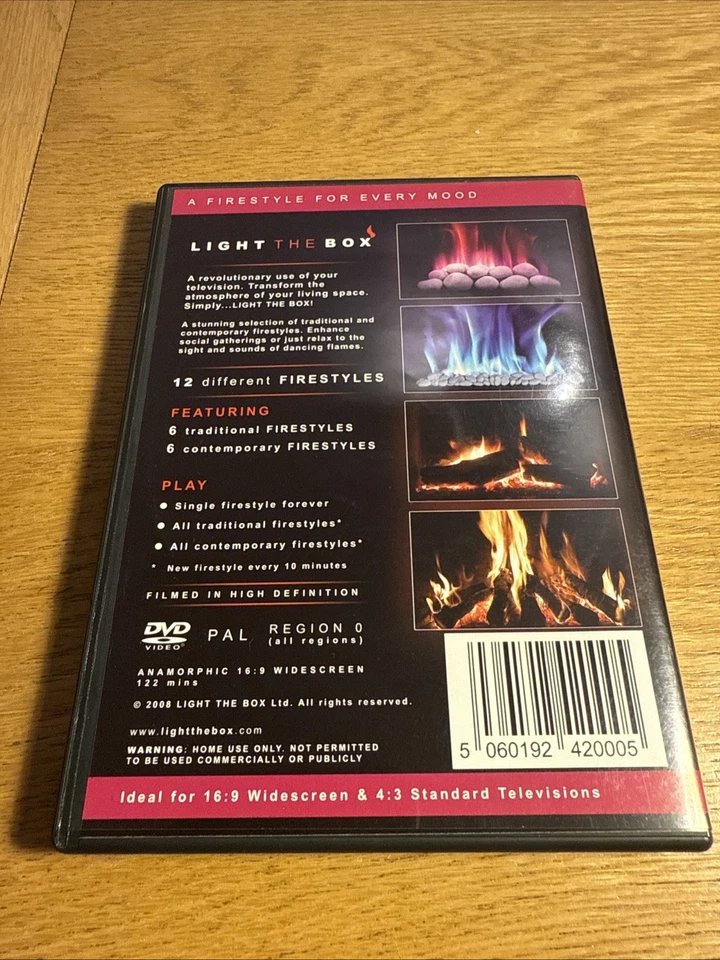 A FIRESTYLE FOR EVERY MOOD
LIGHT THE BOX
A revolutionary use of your
television. Transform the
atmosphere of your living space.
Simply...LIGHT THE BOX!
A stunning selection of traditional and
contemporary firestyles. Enhance
social gatherings or just relax to the
sight and sounds of dancing flames.
12 different FIRESTYLES
FEATURING
6 traditional FIRESTYLES
6 contemporary FIRESTYLES
PLAY
● Single firestyle forever
● All traditional firestyles*
● All contemporary firestyles*
* New firestyle every 10 minutes
FILMED IN HIGH DEFINITION
DVD VIDEO™ PAL REGION 0
(all regions)
ANAMORPHIC 16:9 WIDESCREEN
122 mins
© 2008 LIGHT THE BOX Ltd. All rights reserved.
www.lightthebox.com
WARNING: HOME USE ONLY. NOT PERMITTED
TO BE USED COMMERCIALLY OR PUBLICLY
5 060192 420005
Ideal for 16:9 Widescreen & 4:3 Standard Televisions